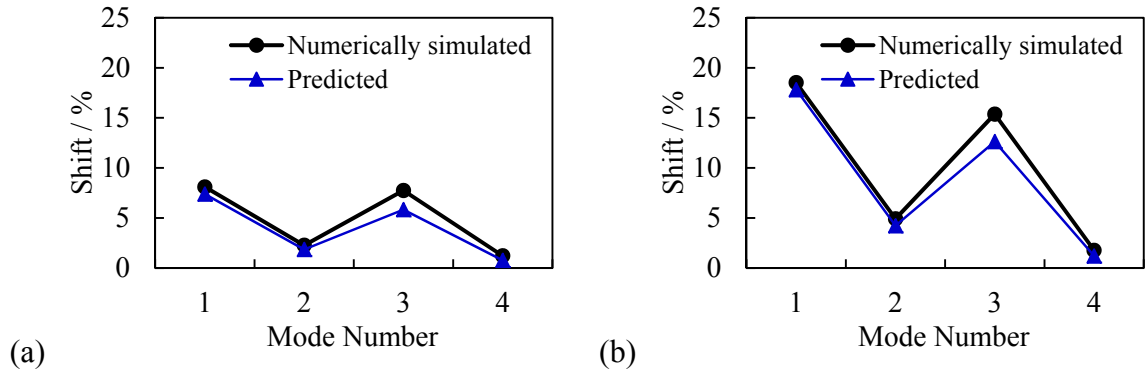 25
20
15
10
5
0
Shift / %
Numerically simulated
Predicted
1 2 3 4
Mode Number
(a)
25
20
15
10
5
0
Shift / %
Numerically simulated
Predicted
1 2 3 4
Mode Number
(b)